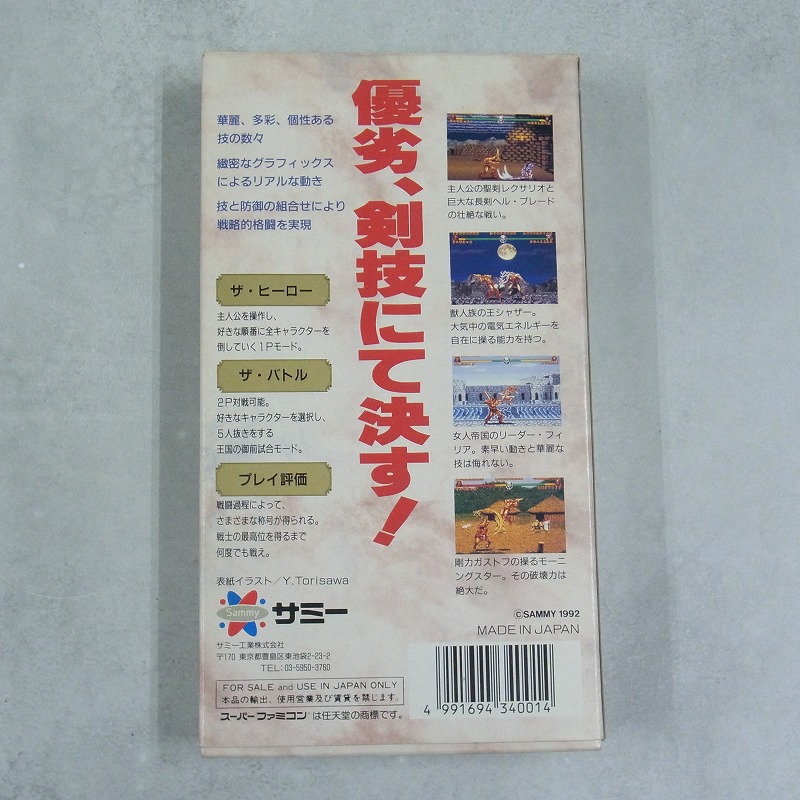 優劣、剣技にて決す！
華麗、多彩、個性ある
技の数々
緻密なグラフィックス
によるリアルな動き
技と防御の組合せにより
戦略的格闘を実現
ザ・ヒーロー
主人公を操作し、
好きな順番に全キャラクターを
倒していく1Pモード。
ザ・バトル
2P対戦可能。
好きなキャラクターを選択し、
5人抜きをする
王国の御前試合モード。
プレイ評価
戦闘過程によって、
さまざまな称号が得られる。
戦士の最高位を得るまで
何度でも戦え。
主人公の聖剣レクサリオと
巨大な長剣ヘル・ブレード
の壮絶な戦い。
獣人族の王シャザー。
大気中の電気エネルギーを
自在に操る能力を持つ。
女人帝国のリーダー・フィ
リア。素早い動きと華麗な
技は侮れない。
剛力ガストフの操るモーニ
ングスター。その破壊力は
絶大だ。
表紙イラスト／Y.Torisawa
Sammy サミー
サミー工業株式会社
〒170 東京都豊島区東池袋2-23-2
TEL：03-5950-3760
FOR SALE and USE IN JAPAN ONLY
本品の輸出、使用営業及び賃貸を禁じます。
スーパーファミコンは任天堂の商標です。
©SAMMY 1992
MADE IN JAPAN
4 991694 340014